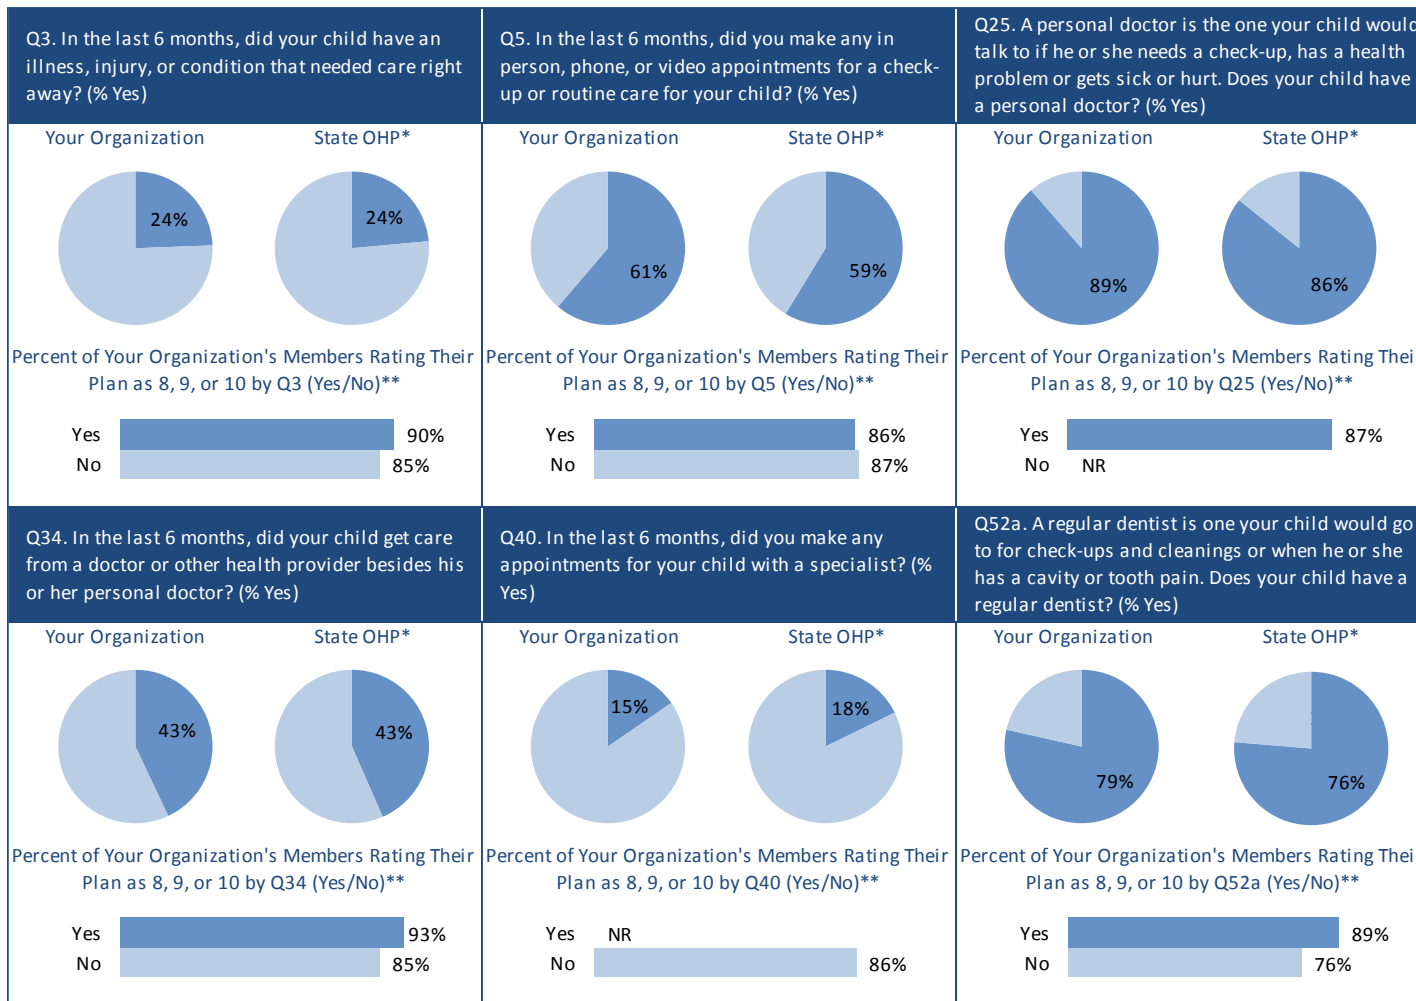 Q3. In the last 6 months, did your child have an
illness, injury, or condition that needed care right
away? (% Yes)
Your Organization
State OHP*
24%
24%
Percent of Your Organization's Members Rating Their
Plan as 8, 9, or 10 by Q3 (Yes/No)**
Yes
90%
No
85%
Q5. In the last 6 months, did you make any in
person, phone, or video appointments for a check-
up or routine care for your child? (% Yes)
Your Organization
State OHP*
61%
59%
Percent of Your Organization's Members Rating Their
Plan as 8, 9, or 10 by Q5 (Yes/No)**
Yes
86%
No
87%
Q25. A personal doctor is the one your child would
talk to if he or she needs a check-up, has a health
problem or gets sick or hurt. Does your child have
a personal doctor? (% Yes)
Your Organization
State OHP*
89%
86%
Percent of Your Organization's Members Rating Thei
Plan as 8, 9, or 10 by Q25 (Yes/No)**
Yes
87%
No
NR
Q34. In the last 6 months, did your child get care
from a doctor or other health provider besides his
or her personal doctor? (% Yes)
Your Organization
State OHP*
43%
43%
Percent of Your Organization's Members Rating Their
Plan as 8, 9, or 10 by Q34 (Yes/No)**
Yes
93%
No
85%
Q40. In the last 6 months, did you make any
appointments for your child with a specialist? (%
Yes)
Your Organization
State OHP*
15%
18%
Percent of Your Organization's Members Rating Their
Plan as 8, 9, or 10 by Q40 (Yes/No)**
Yes
NR
No
86%
Q52a. A regular dentist is one your child would go
to for check-ups and cleanings or when he or she
has a cavity or tooth pain. Does your child have a
regular dentist? (% Yes)
Your Organization
State OHP*
79%
76%
Percent of Your Organization's Members Rating Thei
Plan as 8, 9, or 10 by Q52a (Yes/No)**
Yes
89%
No
76%